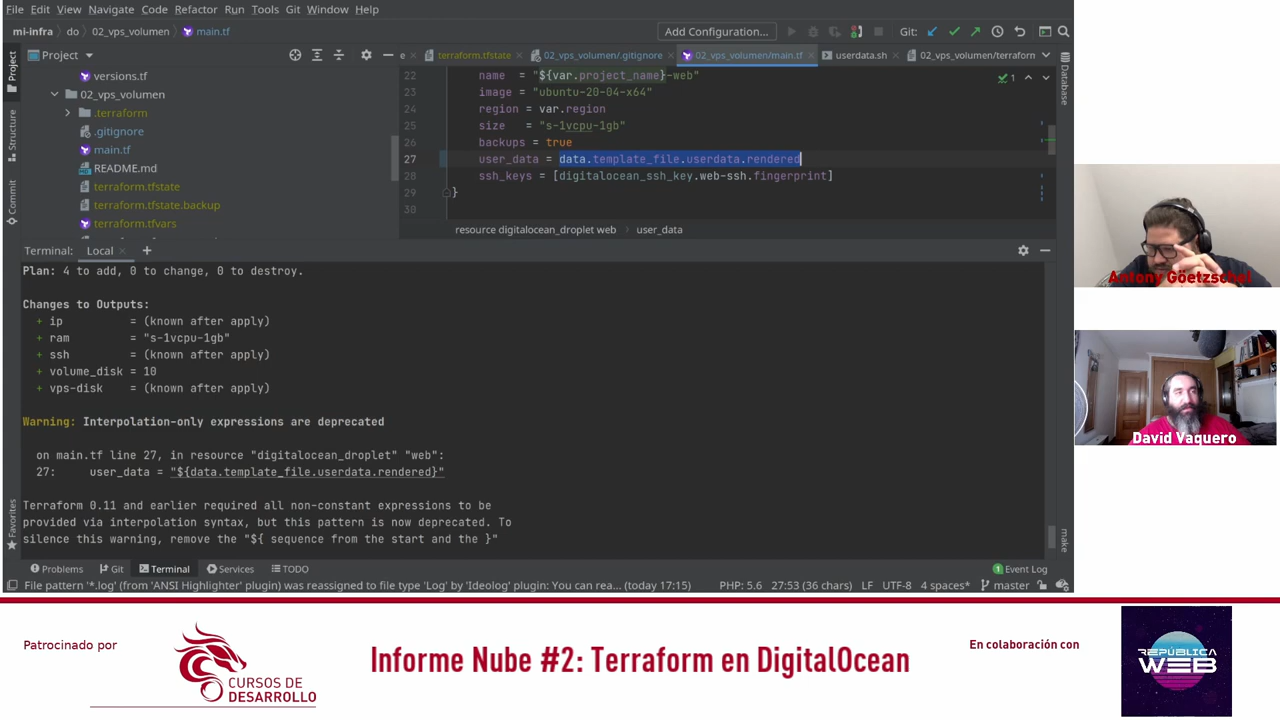 File Edit View Navigate Code Refactor Run Tools Git Window Help
mi-infra do 02_vps_volumen main.tf Add Configuration... Git:
Project e terraform.tfstate 02_vps_volumen/.gitignore 02_vps_volumen/main.tf userdata.sh 02_vps_volumen/terraform
Project
Structure
Commit
Favorites
Database
make
versions.tf
02_vps_volumen
.terraform
.gitignore
main.tf
README.md
terraform.tfstate
terraform.tfstate.backup
terraform.tfvars
22 name = "${var.project_name}-web"
23 image = "ubuntu-20-04-x64"
24 region = var.region
25 size = "s-1vcpu-1gb"
26 backups = true
27 user_data = data.template_file.userdata.rendered
28 ssh_keys = [digitalocean_ssh_key.web-ssh.fingerprint]
29 }
30
1
resource digitalocean_droplet web user_data
Terminal: Local +
Plan: 4 to add, 0 to change, 0 to destroy.
Changes to Outputs:
+ ip = (known after apply)
+ ram = "s-1vcpu-1gb"
+ ssh = (known after apply)
+ volume_disk = 10
+ vps-disk = (known after apply)
Warning: Interpolation-only expressions are deprecated
on main.tf line 27, in resource "digitalocean_droplet" "web":
27: user_data = "${data.template_file.userdata.rendered}"
Terraform 0.11 and earlier required all non-constant expressions to be
provided via interpolation syntax, but this pattern is now deprecated. To
silence this warning, remove the "${ sequence from the start and the }"
Problems Git Terminal Services TODO 1 Event Log
File pattern '*.log' (from 'ANSI Highlighter' plugin) was reassigned to file type 'Log' by 'Ideolog' plugin: You can rea... (today 17:15) PHP: 5.6 27:53 (36 chars) LF UTF-8 4 spaces* master
Antony Göetzschel
David Vaquero
Patrocinado por
CURSOS
DE DESARROLLO
Informe Nube #2: Terraform en DigitalOcean
En colaboración con
REPÚBLICA
WEB